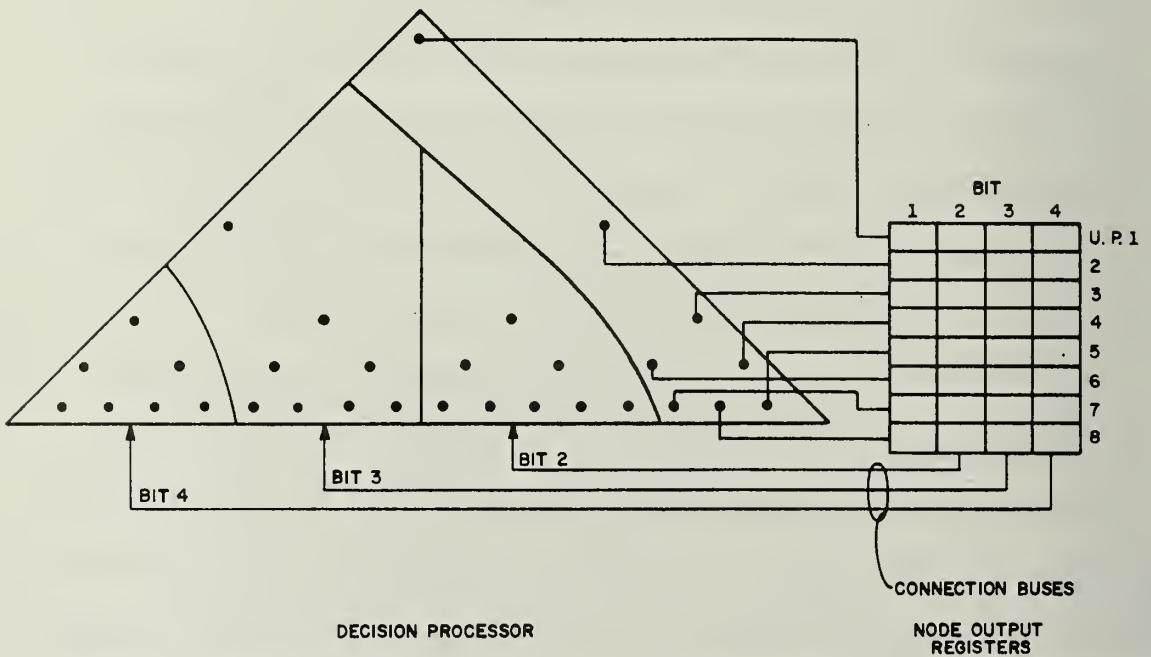 BIT
1 2 3 4
U. P. 1
2
3
4
5
6
7
8
BIT 2
BIT 3
BIT 4
CONNECTION BUSES
DECISION PROCESSOR
NODE OUTPUT
REGISTERS